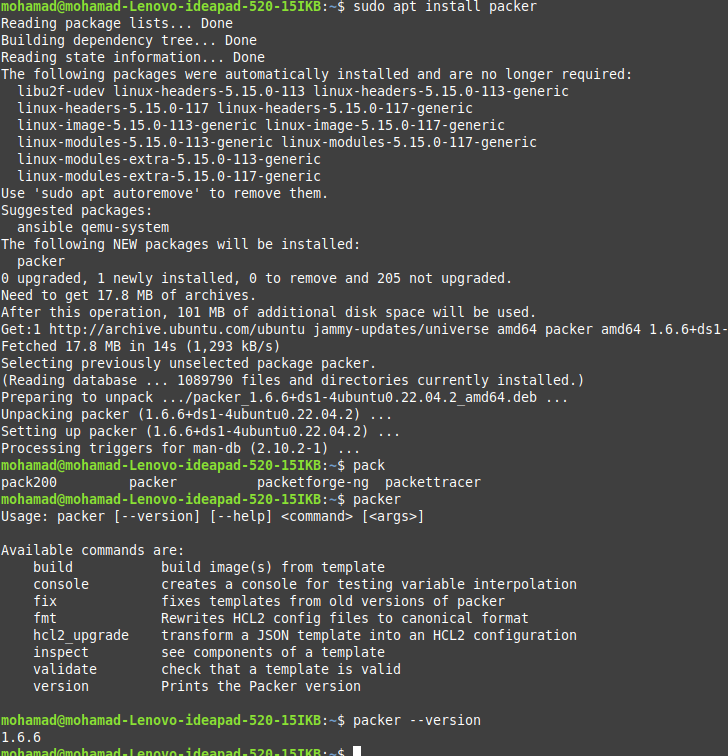 mohamad@mohamad-Lenovo-ideapad-520-15IKB:~$ sudo apt install packer
Reading package lists... Done
Building dependency tree... Done
Reading state information... Done
The following packages were automatically installed and are no longer required:
  libu2f-udev linux-headers-5.15.0-113 linux-headers-5.15.0-113-generic
  linux-headers-5.15.0-117 linux-headers-5.15.0-117-generic
  linux-image-5.15.0-113-generic linux-image-5.15.0-117-generic
  linux-modules-5.15.0-113-generic linux-modules-5.15.0-117-generic
  linux-modules-extra-5.15.0-113-generic
  linux-modules-extra-5.15.0-117-generic
Use 'sudo apt autoremove' to remove them.
Suggested packages:
  ansible qemu-system
The following NEW packages will be installed:
  packer
0 upgraded, 1 newly installed, 0 to remove and 205 not upgraded.
Need to get 17.8 MB of archives.
After this operation, 101 MB of additional disk space will be used.
Get:1 http://archive.ubuntu.com/ubuntu jammy-updates/universe amd64 packer amd64 1.6.6+ds1-
Fetched 17.8 MB in 14s (1,293 kB/s)
Selecting previously unselected package packer.
(Reading database ... 1089790 files and directories currently installed.)
Preparing to unpack .../packer_1.6.6+ds1-4ubuntu0.22.04.2_amd64.deb ...
Unpacking packer (1.6.6+ds1-4ubuntu0.22.04.2) ...
Setting up packer (1.6.6+ds1-4ubuntu0.22.04.2) ...
Processing triggers for man-db (2.10.2-1) ...
mohamad@mohamad-Lenovo-ideapad-520-15IKB:~$ pack
pack200         packer          packetforge-ng  packettracer
mohamad@mohamad-Lenovo-ideapad-520-15IKB:~$ packer
Usage: packer [--version] [--help] <command> [<args>]

Available commands are:
    build           build image(s) from template
    console         creates a console for testing variable interpolation
    fix             fixes templates from old versions of packer
    fmt             Rewrites HCL2 config files to canonical format
    hcl2_upgrade    transform a JSON template into an HCL2 configuration
    inspect         see components of a template
    validate        check that a template is valid
    version         Prints the Packer version

mohamad@mohamad-Lenovo-ideapad-520-15IKB:~$ packer --version
1.6.6
mohamad@mohamad-Lenovo-ideapad-520-15IKB:~$